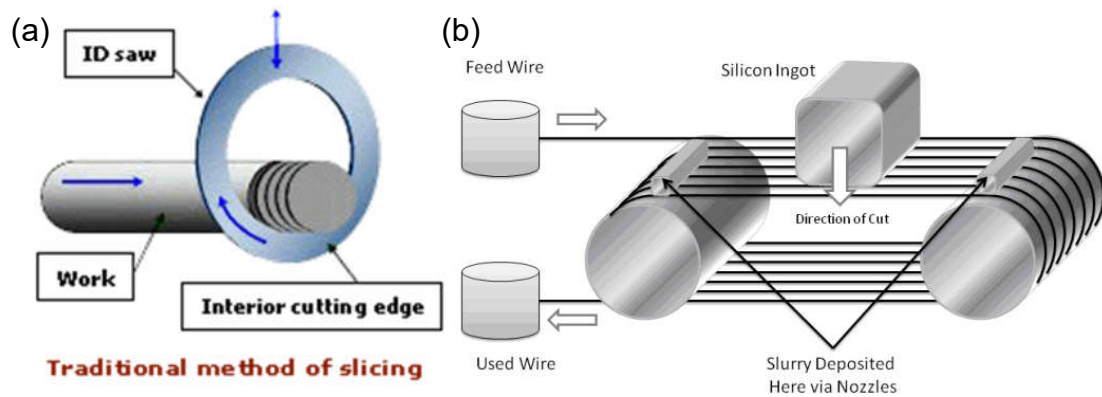 (a)
ID saw
Work
Interior cutting edge
Traditional method of slicing
(b)
Feed Wire
Silicon Ingot
Direction of Cut
Used Wire
Slurry Deposited
Here via Nozzles